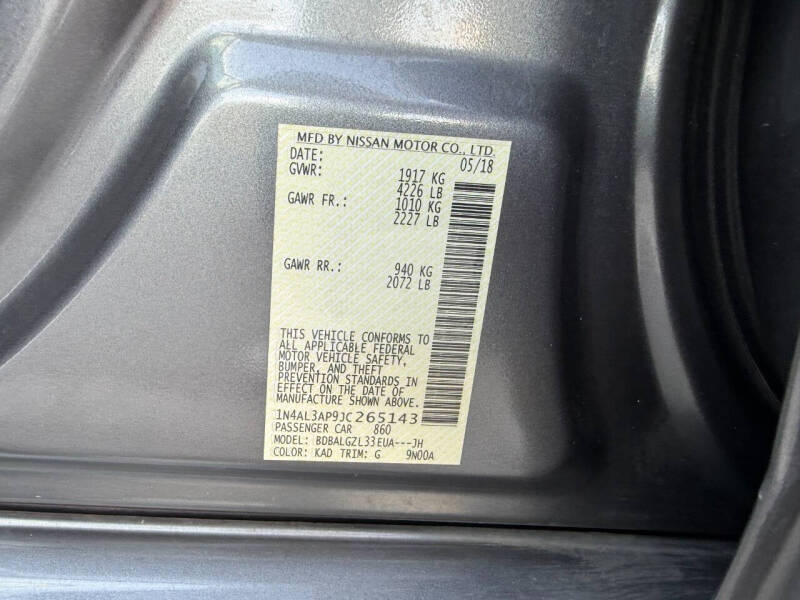 MFD BY NISSAN MOTOR CO., LTD.
DATE: 05/18
GVWR: 1917 KG
4226 LB
GAWR FR.: 1010 KG
2227 LB
GAWR RR.: 940 KG
2072 LB
THIS VEHICLE CONFORMS TO
ALL APPLICABLE FEDERAL
MOTOR VEHICLE SAFETY,
BUMPER, AND THEFT
PREVENTION STANDARDS IN
EFFECT ON THE DATE OF
MANUFACTURE SHOWN ABOVE.
1N4AL3AP9JC265143
PASSENGER CAR 860
MODEL: BDBALGZL33EUA---JH
COLOR: KAD TRIM: G 9N00A